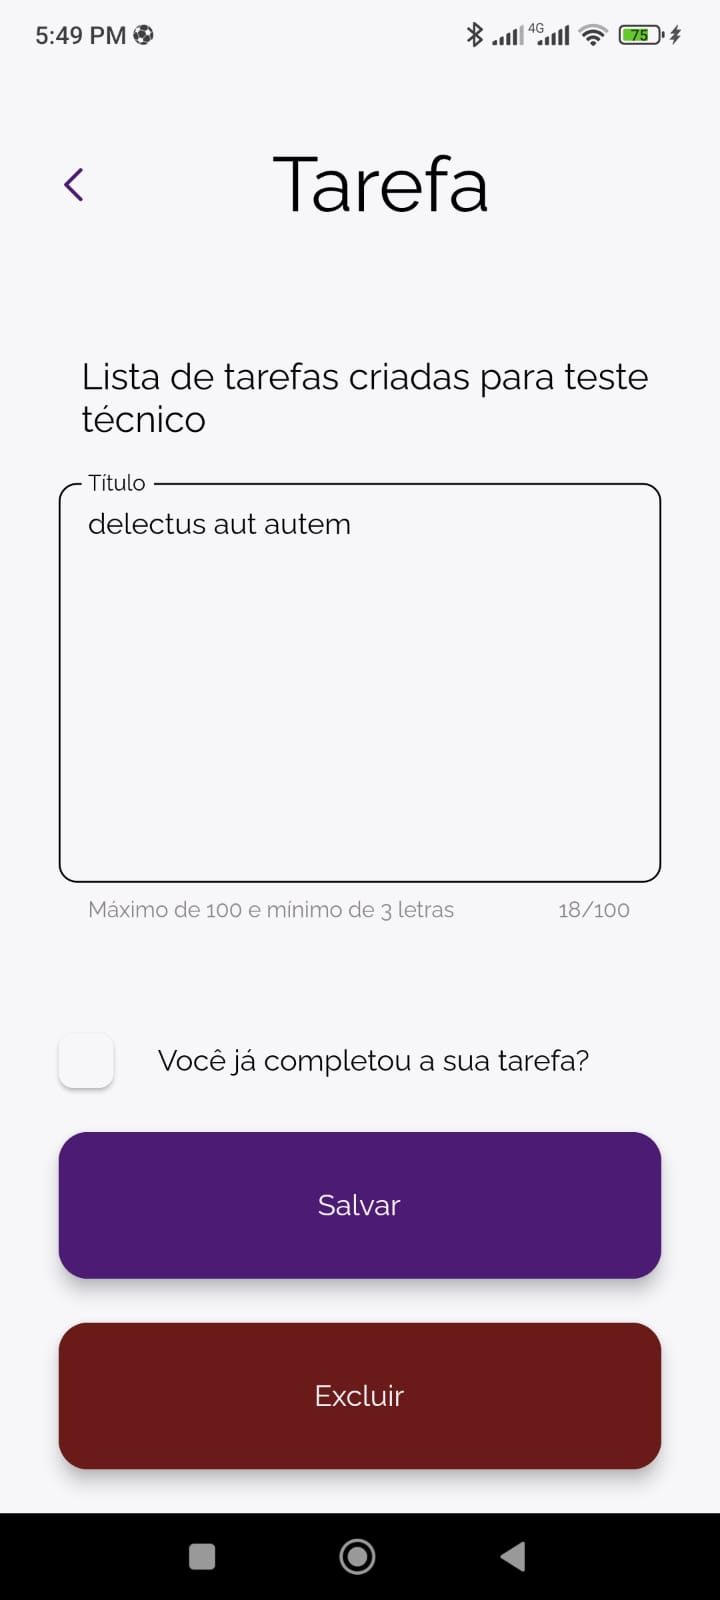 5:49 PM
4G
75
Tarefa
Lista de tarefas criadas para teste
técnico
Título
delectus aut autem
Máximo de 100 e mínimo de 3 letras 18/100
Você já completou a sua tarefa?
Salvar
Excluir